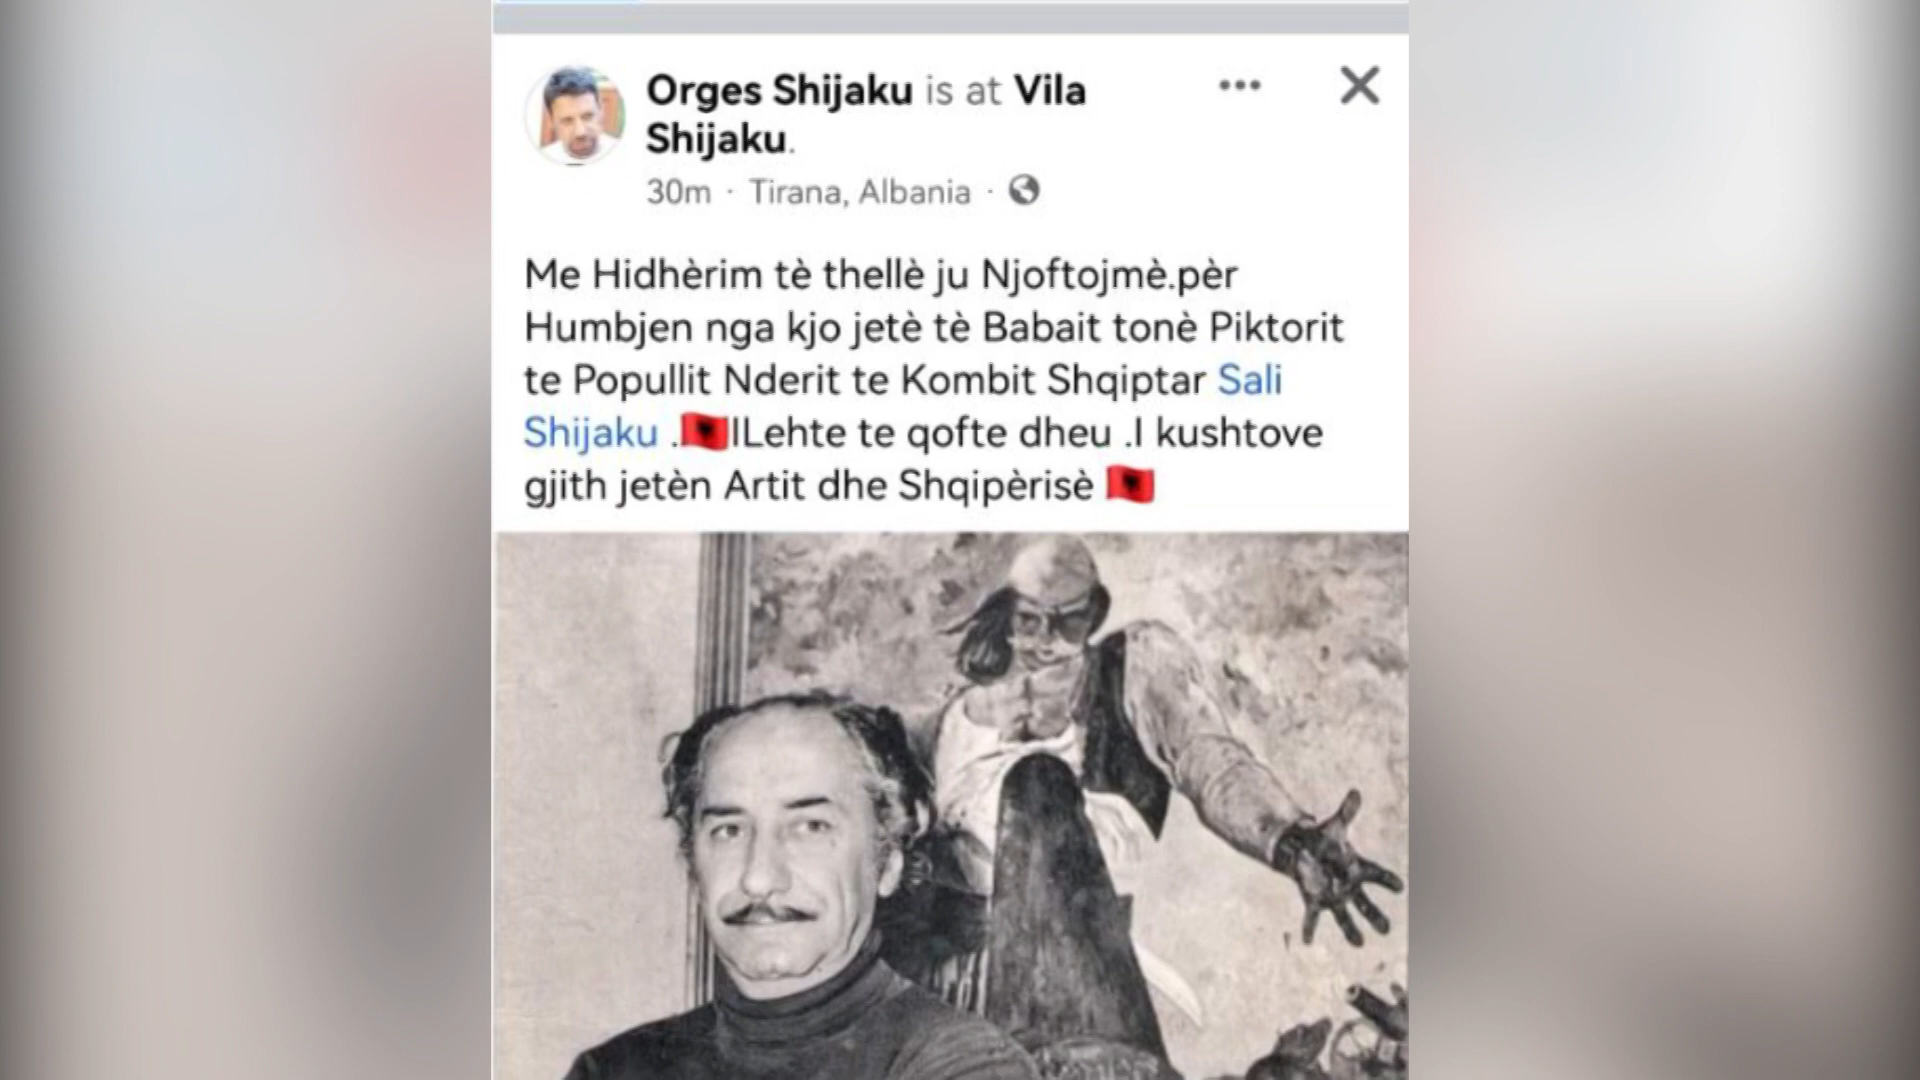 Orges Shijaku is at Vila
Shijaku.
30m · Tirana, Albania ·
Me Hidhèrim tè thellè ju Njoftojmè.pèr
Humbjen nga kjo jetè tè Babait tonè Piktorit
te Popullit Nderit te Kombit Shqiptar Sali
Shijaku .🇦🇱lLehte te qofte dheu .I kushtove
gjith jetèn Artit dhe Shqipèrisè 🇦🇱